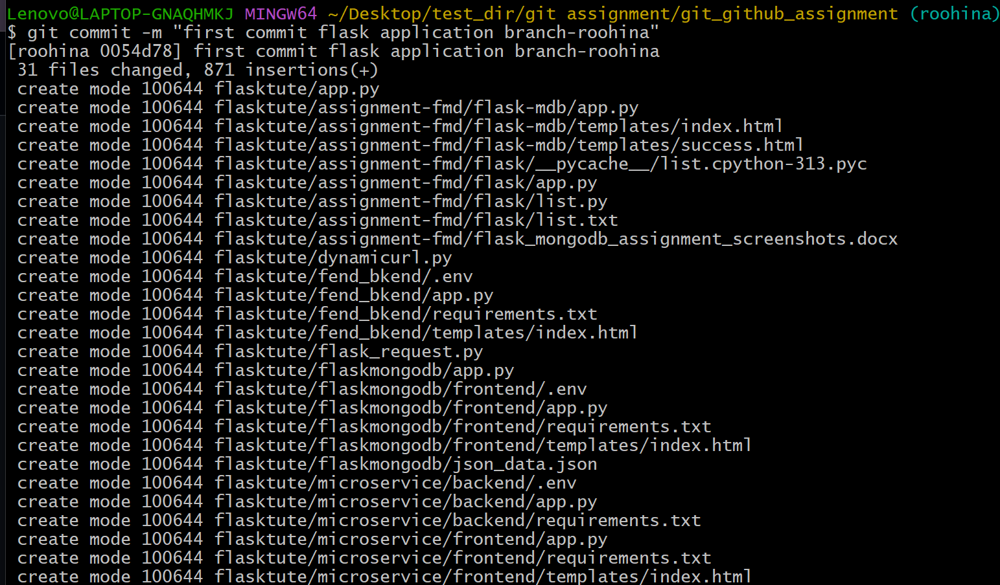 Lenovo@LAPTOP-GNAQHMKJ MINGW64 ~/Desktop/test_dir/git assignment/git_github_assignment (roohina)
$ git commit -m "first commit flask application branch-roohina"
[roohina 0054d78] first commit flask application branch-roohina
 31 files changed, 871 insertions(+)
 create mode 100644 flasktute/app.py
 create mode 100644 flasktute/assignment-fmd/flask-mdb/app.py
 create mode 100644 flasktute/assignment-fmd/flask-mdb/templates/index.html
 create mode 100644 flasktute/assignment-fmd/flask-mdb/templates/success.html
 create mode 100644 flasktute/assignment-fmd/flask/__pycache__/list.cpython-313.pyc
 create mode 100644 flasktute/assignment-fmd/flask/app.py
 create mode 100644 flasktute/assignment-fmd/flask/list.py
 create mode 100644 flasktute/assignment-fmd/flask/list.txt
 create mode 100644 flasktute/assignment-fmd/flask_mongodb_assignment_screenshots.docx
 create mode 100644 flasktute/dynamicurl.py
 create mode 100644 flasktute/fend_bkend/.env
 create mode 100644 flasktute/fend_bkend/app.py
 create mode 100644 flasktute/fend_bkend/requirements.txt
 create mode 100644 flasktute/fend_bkend/templates/index.html
 create mode 100644 flasktute/flask_request.py
 create mode 100644 flasktute/flaskmongodb/app.py
 create mode 100644 flasktute/flaskmongodb/frontend/.env
 create mode 100644 flasktute/flaskmongodb/frontend/app.py
 create mode 100644 flasktute/flaskmongodb/frontend/requirements.txt
 create mode 100644 flasktute/flaskmongodb/frontend/templates/index.html
 create mode 100644 flasktute/flaskmongodb/json_data.json
 create mode 100644 flasktute/microservice/backend/.env
 create mode 100644 flasktute/microservice/backend/app.py
 create mode 100644 flasktute/microservice/backend/requirements.txt
 create mode 100644 flasktute/microservice/frontend/app.py
 create mode 100644 flasktute/microservice/frontend/requirements.txt
 create mode 100644 flasktute/microservice/frontend/templates/index.html